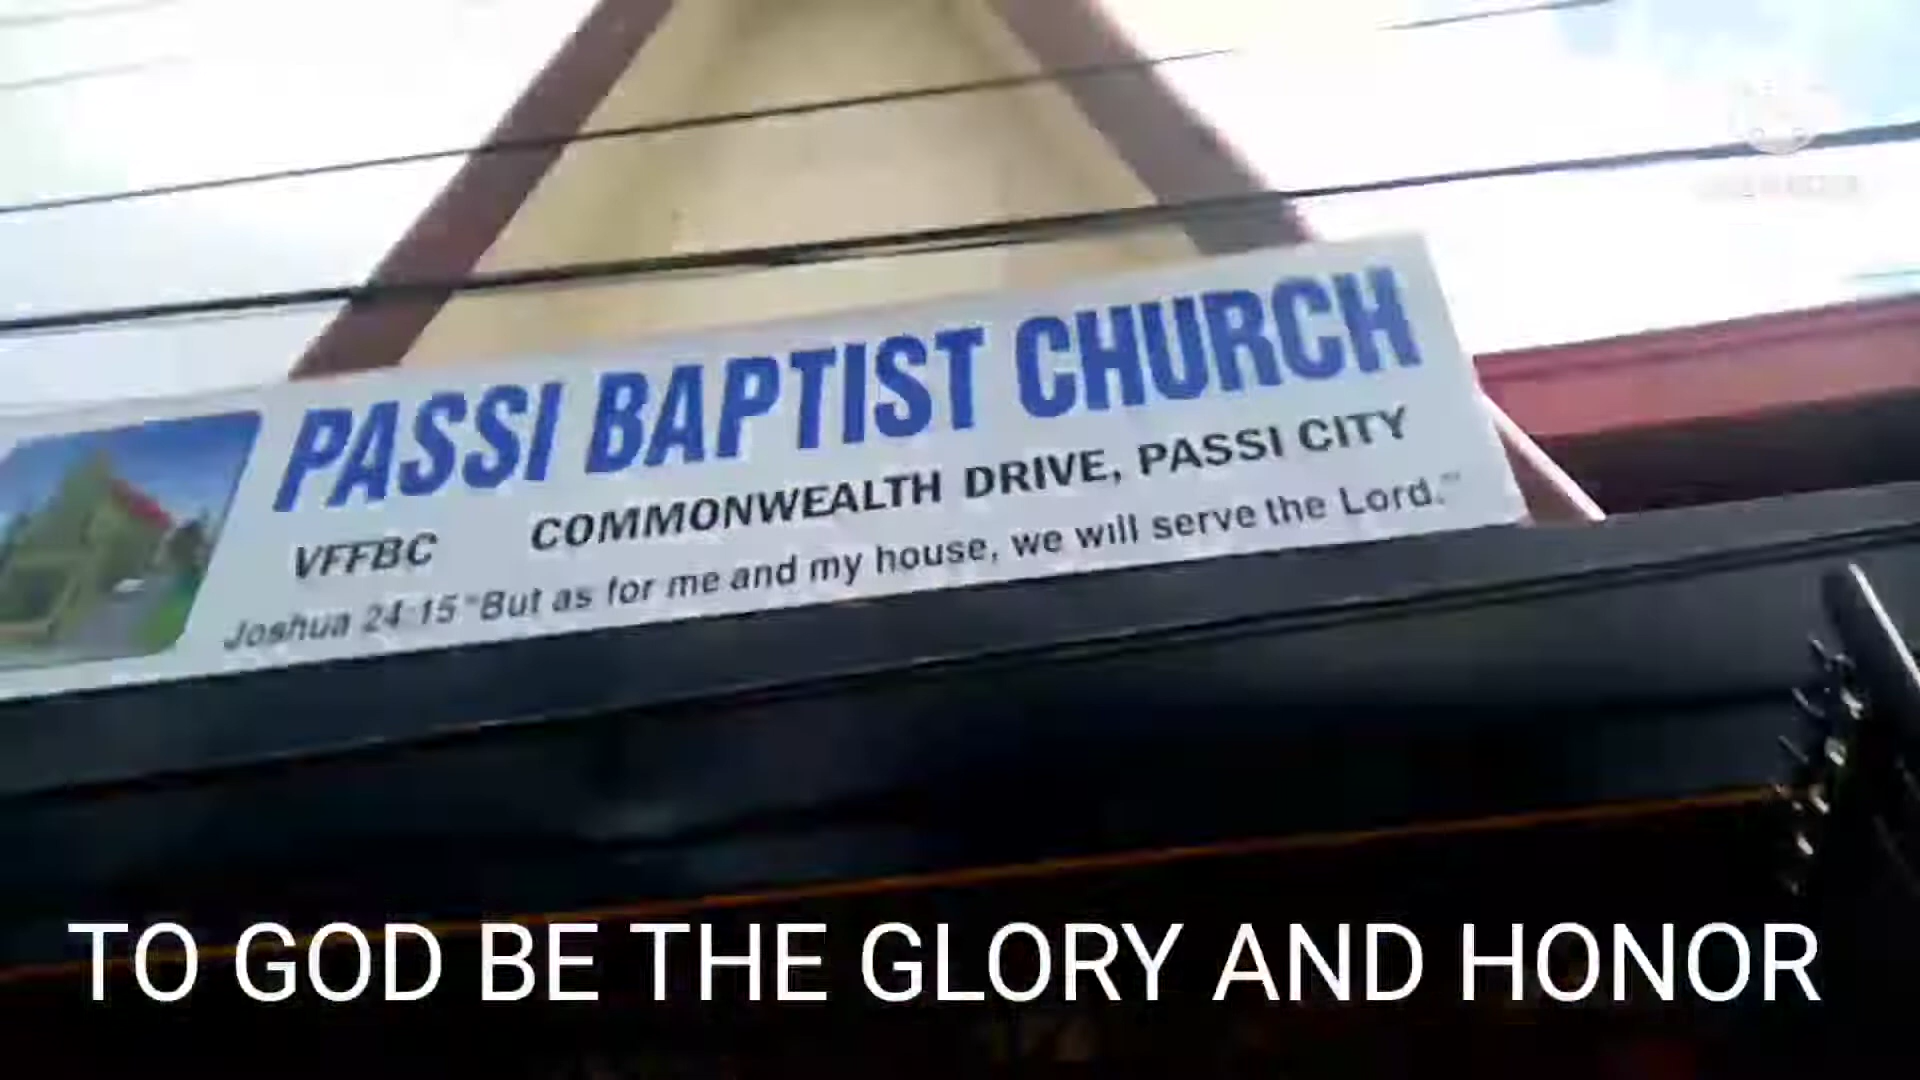 PASSI BAPTIST CHURCH
VFFBC COMMONWEALTH DRIVE, PASSI CITY
Joshua 24:15 "But as for me and my house, we will serve the Lord."
TO GOD BE THE GLORY AND HONOR